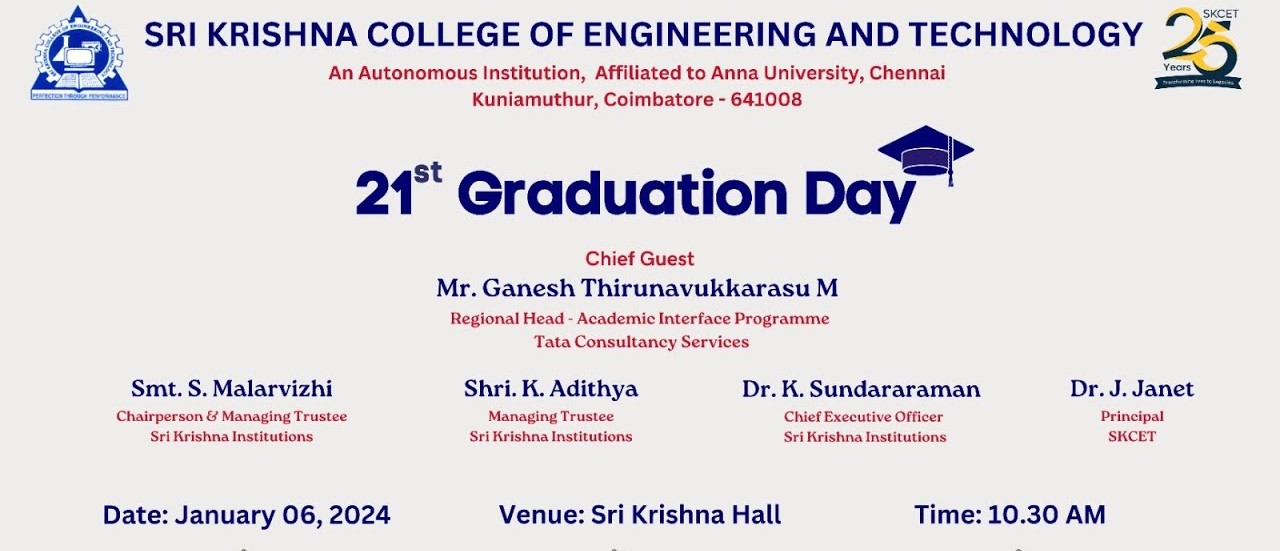 SRI KRISHNA COLLEGE OF ENGINEERING AND TECHNOLOGY
SKCET
25
Years
An Autonomous Institution, Affiliated to Anna University, Chennai
Kuniamuthur, Coimbatore - 641008
PERFECTION THROUGH PERFORMANCE
21st Graduation Day
Chief Guest
Mr. Ganesh Thirunavukkarasu M
Regional Head - Academic Interface Programme
Tata Consultancy Services
Smt. S. Malarvizhi
Chairperson & Managing Trustee
Sri Krishna Institutions
Shri. K. Adithya
Managing Trustee
Sri Krishna Institutions
Dr. K. Sundararaman
Chief Executive Officer
Sri Krishna Institutions
Dr. J. Janet
Principal
SKCET
Date: January 06, 2024
Venue: Sri Krishna Hall
Time: 10.30 AM